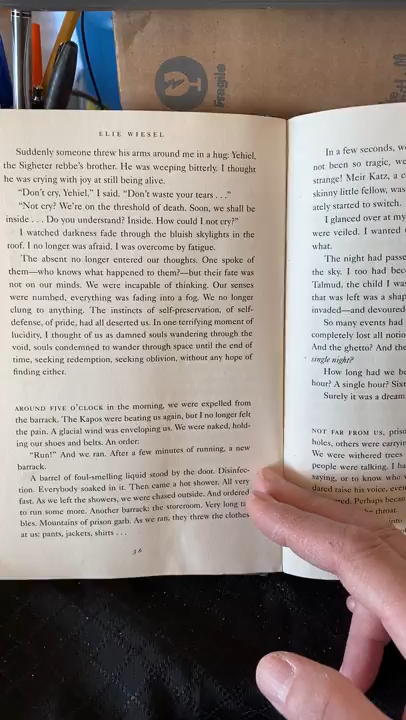 Fragile
ELIE WIESEL
Suddenly someone threw his arms around me in a hug: Yehiel,
the Sigheter rebbe's brother. He was weeping bitterly. I thought
he was crying with joy at still being alive.
"Don't cry, Yehiel," I said. "Don't waste your tears . . ."
"Not cry? We're on the threshold of death. Soon, we shall be
inside . . . Do you understand? Inside. How could I not cry?"
I watched darkness fade through the bluish skylights in the
roof. I no longer was afraid. I was overcome by fatigue.
The absent no longer entered our thoughts. One spoke of
them—who knows what happened to them?—but their fate was
not on our minds. We were incapable of thinking. Our senses
were numbed, everything was fading into a fog. We no longer
clung to anything. The instincts of self-preservation, of self-
defense, of pride, had all deserted us. In one terrifying moment of
lucidity, I thought of us as damned souls wandering through the
void, souls condemned to wander through space until the end of
time, seeking redemption, seeking oblivion, without any hope of
finding either.
AROUND FIVE O'CLOCK in the morning, we were expelled from
the barrack. The Kapos were beating us again, but I no longer felt
the pain. A glacial wind was enveloping us. We were naked, hold-
ing our shoes and belts. An order:
"Run!" And we ran. After a few minutes of running, a new
barrack.
A barrel of foul-smelling liquid stood by the door. Disinfec-
tion. Everybody soaked in it. Then came a hot shower. All very
fast. As we left the showers, we were chased outside. And ordered
to run some more. Another barrack: the storeroom. Very long ta-
bles. Mountains of prison garb. As we ran, they threw the clothes
at us: pants, jackets, shirts . . .
36
In a few seconds, w
not been so tragic, we
strange! Meir Katz, a c
skinny little fellow, was
ately started to switch.
I glanced over at my
were veiled. I wanted
what.
The night had passe
the sky. I too had bec
Talmud, the child I was
that was left was a shap
invaded—and devoured
So many events had
completely lost all notio
And the ghetto? And the
single night?
How long had we be
hour? A single hour? Sixt
Surely it was a dream.
NOT FAR FROM US, priso
holes, others were carryin
We were withered trees
people were talking. I ha
saying, or to know who
dared raise his voice, even
Perhaps becau
throat.
into